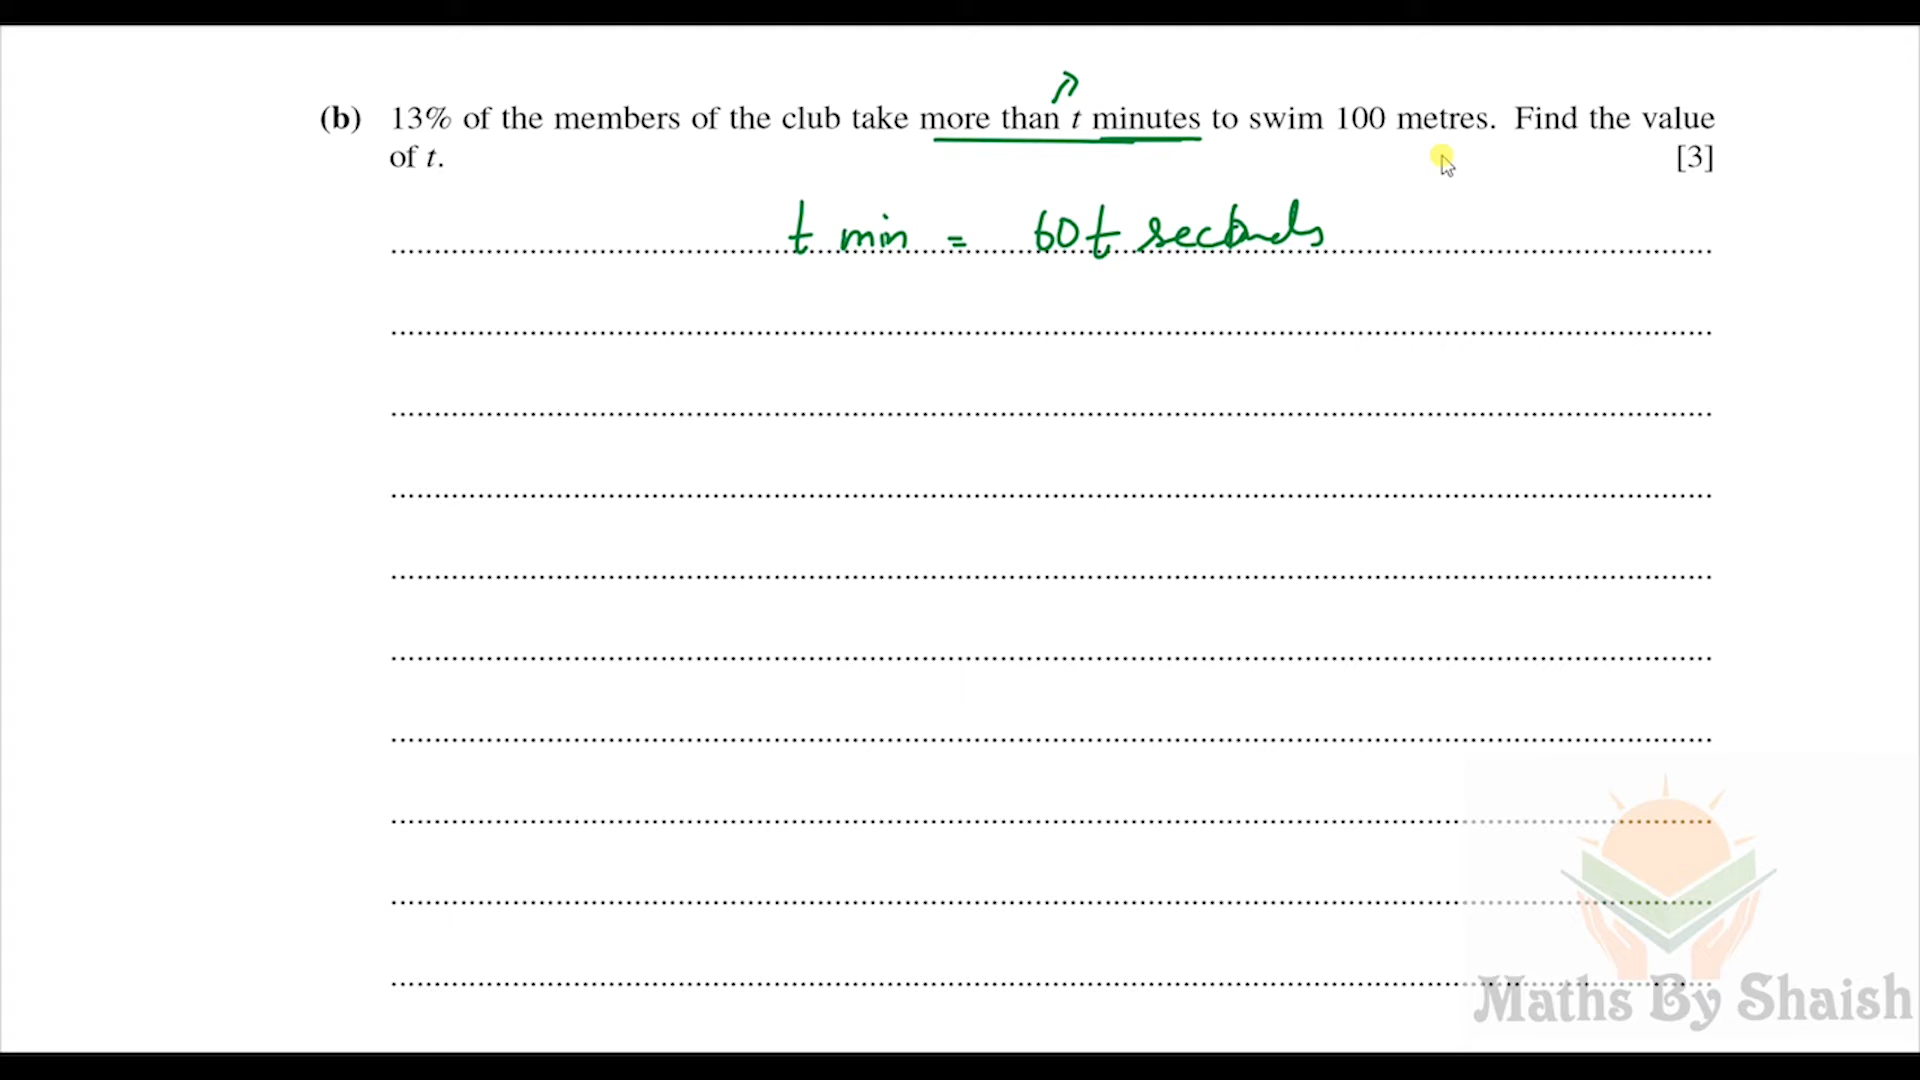 (b) 13% of the members of the club take more than t minutes to swim 100 metres. Find the value
of t. [3]
t min = 60t seconds
Maths By Shaish